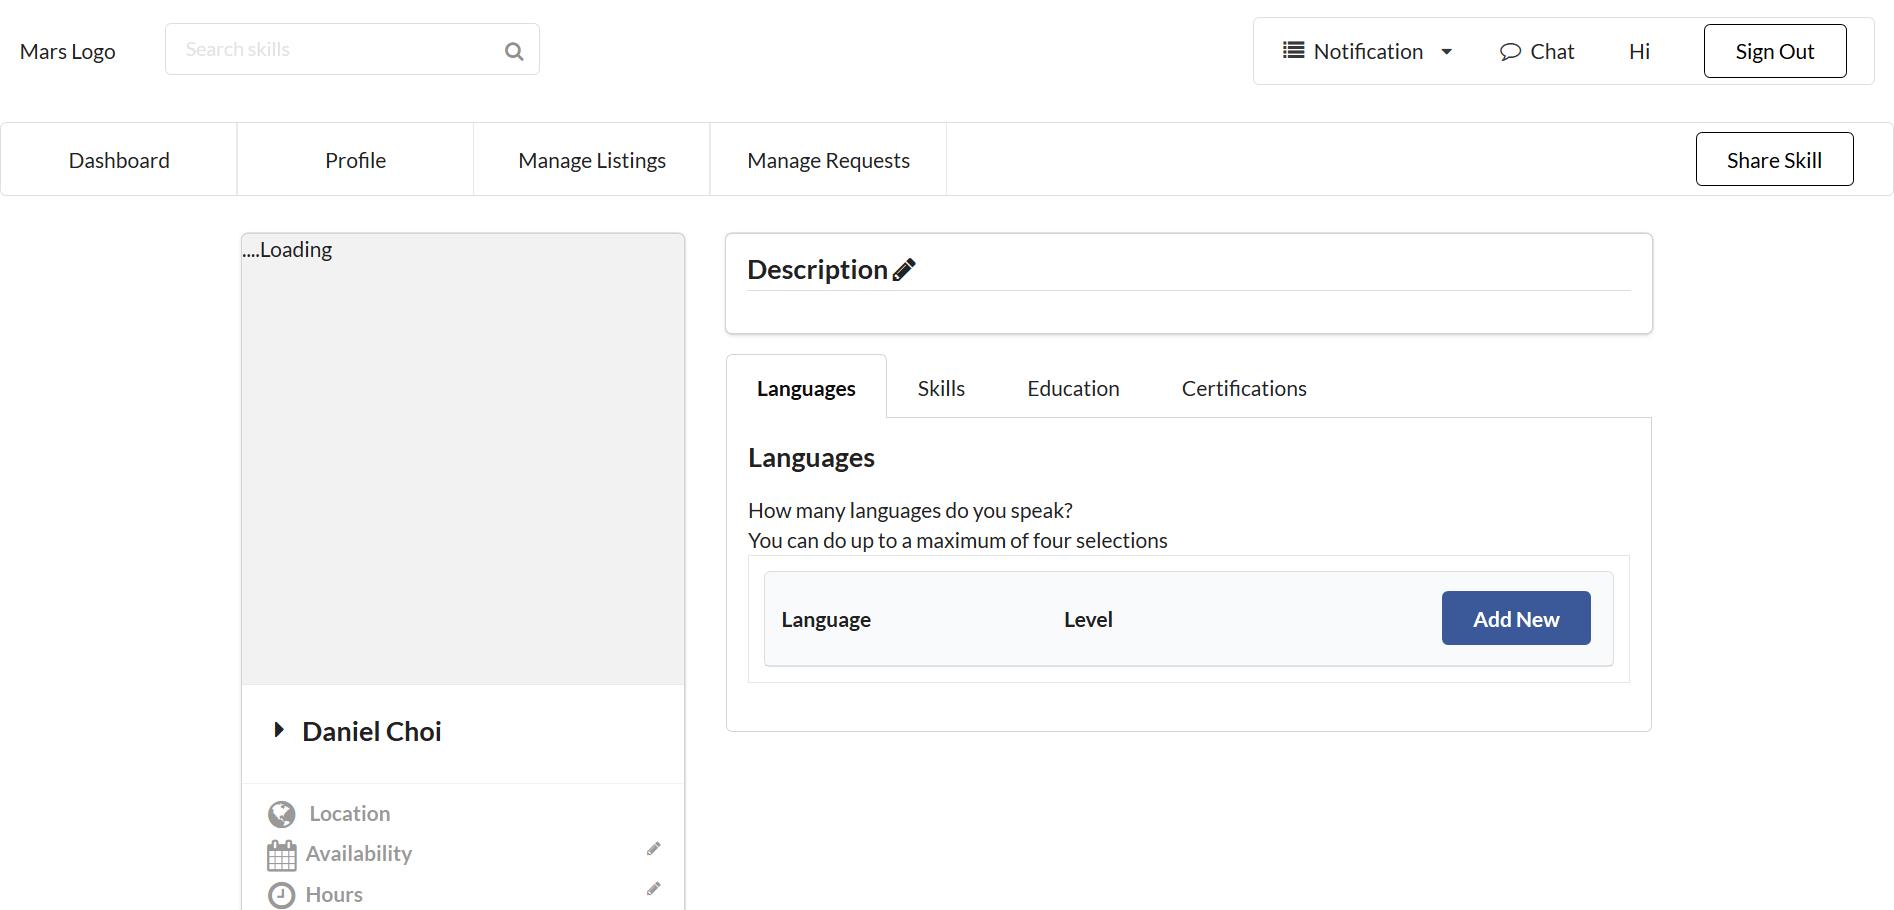 Mars Logo
Search skills
Notification
Chat
Hi
Sign Out
Dashboard
Profile
Manage Listings
Manage Requests
Share Skill
....Loading
Daniel Choi
Location
Availability
Hours
Description
Languages
Skills
Education
Certifications
Languages
How many languages do you speak?
You can do up to a maximum of four selections
Language
Level
Add New